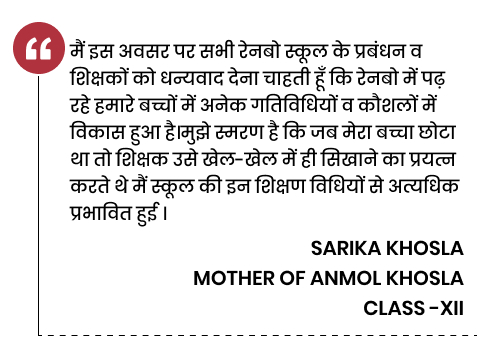 मैं इस अवसर पर सभी रेनबो स्कूल के प्रबंधन व
शिक्षकों को धन्यवाद देना चाहती हूँ कि रेनबो में पढ़
रहे हमारे बच्चों में अनेक गतिविधियों व कौशलों में
विकास हुआ है।मुझे स्मरण है कि जब मेरा बच्चा छोटा
था तो शिक्षक उसे खेल-खेल में ही सिखाने का प्रयत्न
करते थे मैं स्कूल की इन शिक्षण विधियों से अत्यधिक
प्रभावित हुई ।
SARIKA KHOSLA
MOTHER OF ANMOL KHOSLA
CLASS -XII